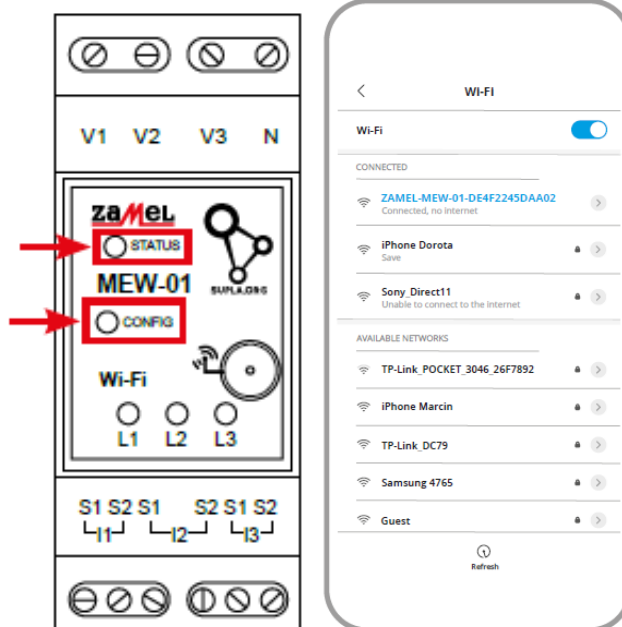 V1 V2 V3 N
zaMeL
STATUS
MEW-01
SUPLA.ORG
CONFIG
Wi-Fi
L1 L2 L3
S1 S2 S1 S2 S1 S2
I1 I2 I3
Wi-Fi
Wi-Fi
CONNECTED
ZAMEL-MEW-01-DE4F2245DAA02
Connected, no internet
iPhone Dorota
Save
Sony_Direct11
Unable to connect to the Internet
AVAILABLE NETWORKS
TP-Link_POCKET_3046_26F7892
iPhone Marcin
TP-Link_DC79
Samsung 4765
Guest
Refresh